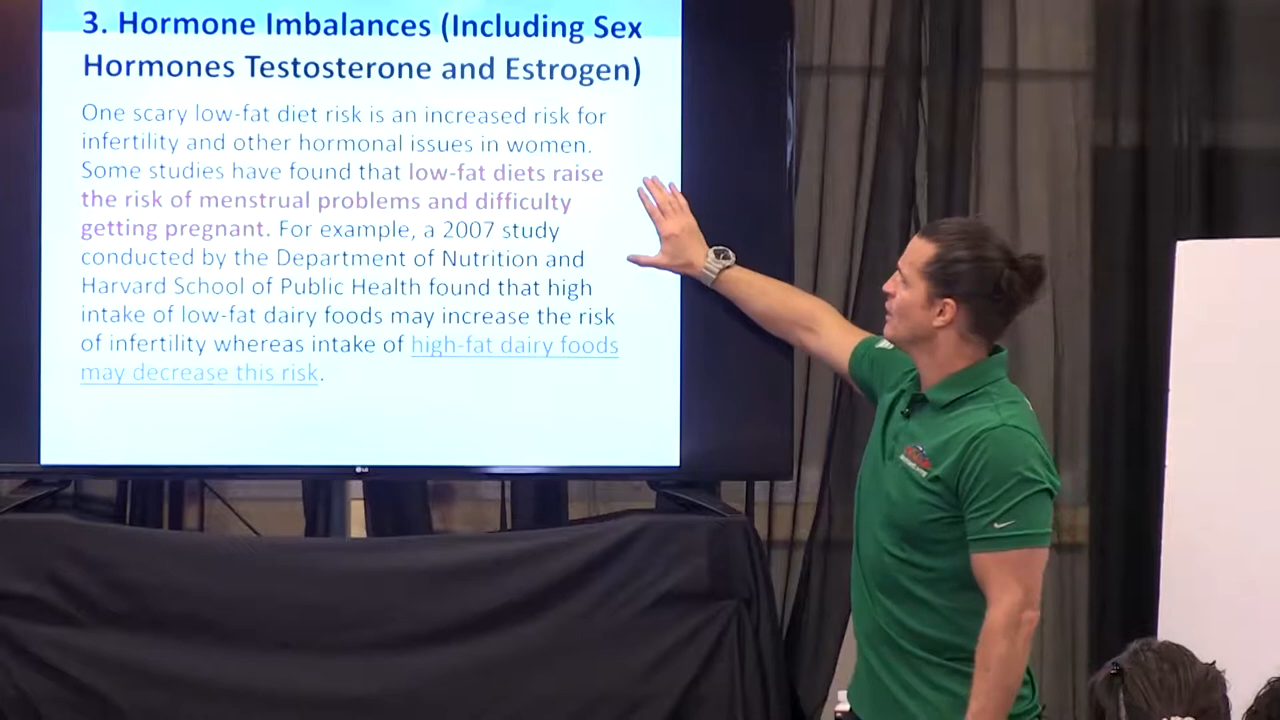 3. Hormone Imbalances (Including Sex
Hormones Testosterone and Estrogen)
One scary low-fat diet risk is an increased risk for
infertility and other hormonal issues in women.
Some studies have found that low-fat diets raise
the risk of menstrual problems and difficulty
getting pregnant. For example, a 2007 study
conducted by the Department of Nutrition and
Harvard School of Public Health found that high
intake of low-fat dairy foods may increase the risk
of infertility whereas intake of high-fat dairy foods
may decrease this risk.
LG